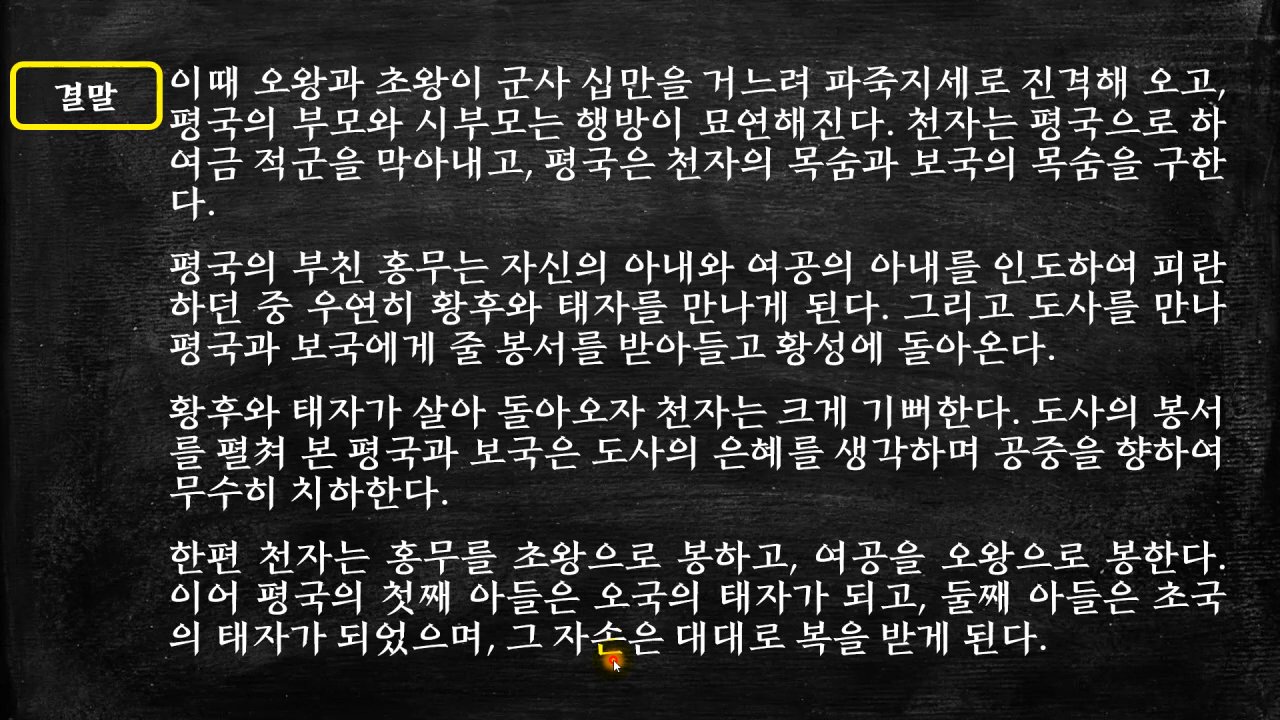 결말
이때 오왕과 초왕이 군사 십만을 거느려 파죽지세로 진격해 오고,
평국의 부모와 시부모는 행방이 묘연해진다. 천자는 평국으로 하
여금 적군을 막아내고, 평국은 천자의 목숨과 보국의 목숨을 구한
다.
평국의 부친 홍무는 자신의 아내와 여공의 아내를 인도하여 피란
하던 중 우연히 황후와 태자를 만나게 된다. 그리고 도사를 만나
평국과 보국에게 줄 봉서를 받아들고 황성에 돌아온다.
황후와 태자가 살아 돌아오자 천자는 크게 기뻐한다. 도사의 봉서
를 펼쳐 본 평국과 보국은 도사의 은혜를 생각하며 공중을 향하여
무수히 치하한다.
한편 천자는 홍무를 초왕으로 봉하고, 여공을 오왕으로 봉한다.
이어 평국의 첫째 아들은 오국의 태자가 되고, 둘째 아들은 초국
의 태자가 되었으며, 그 자손은 대대로 복을 받게 된다.